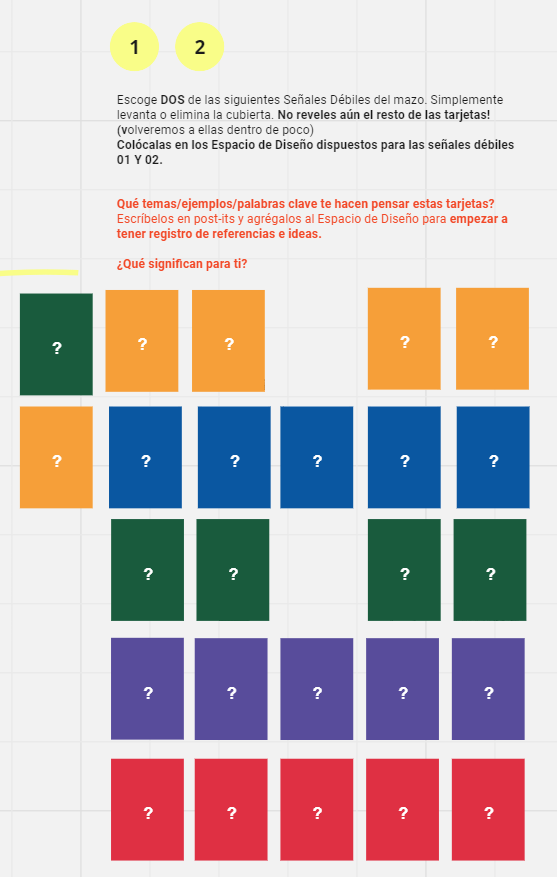 1 2
Escoge DOS de las siguientes Señales Débiles del mazo. Simplemente
levanta o elimina la cubierta. No reveles aún el resto de las tarjetas!
(volveremos a ellas dentro de poco)
Colócalas en los Espacio de Diseño dispuestos para las señales débiles
01 Y 02.
Qué temas/ejemplos/palabras clave te hacen pensar estas tarjetas?
Escríbelos en post-its y agrégalos al Espacio de Diseño para empezar a
tener registro de referencias e ideas.
¿Qué significan para ti?
? ? ? ? ?
? ? ? ? ? ?
? ? ? ?
? ? ? ? ?
? ? ? ? ?